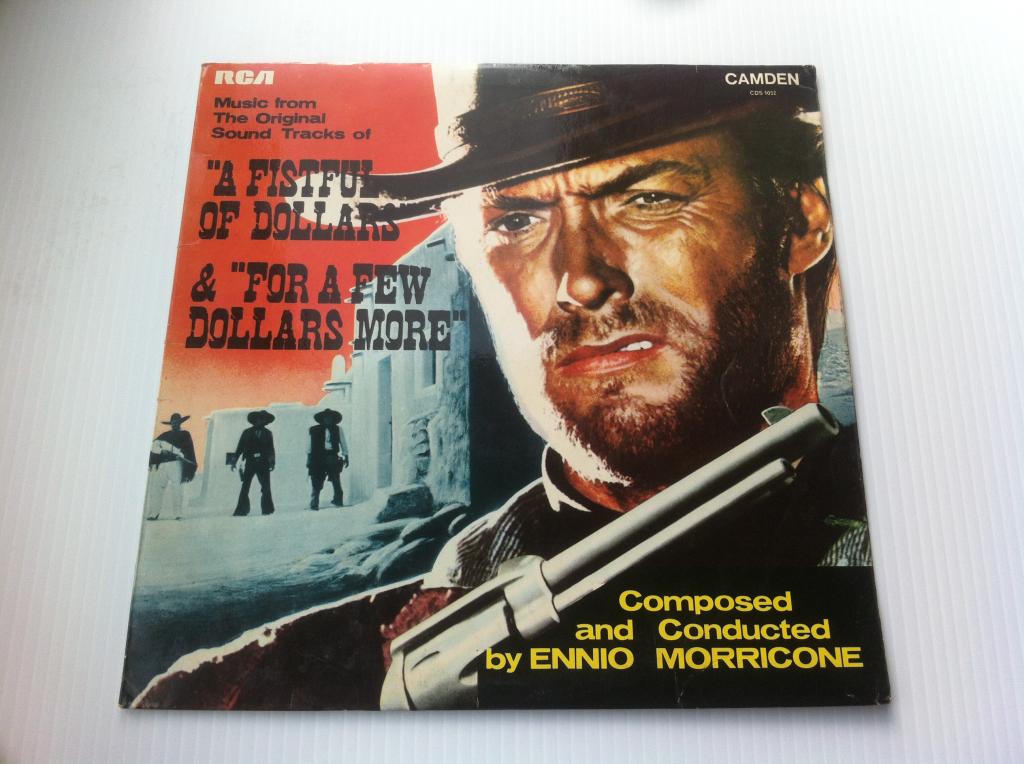 RCA
CAMDEN
CDS 1052
Music from
The Original
Sound Tracks of
"A FISTFUL
OF DOLLARS"
& "FOR A FEW
DOLLARS MORE"
Composed
and Conducted
by ENNIO MORRICONE